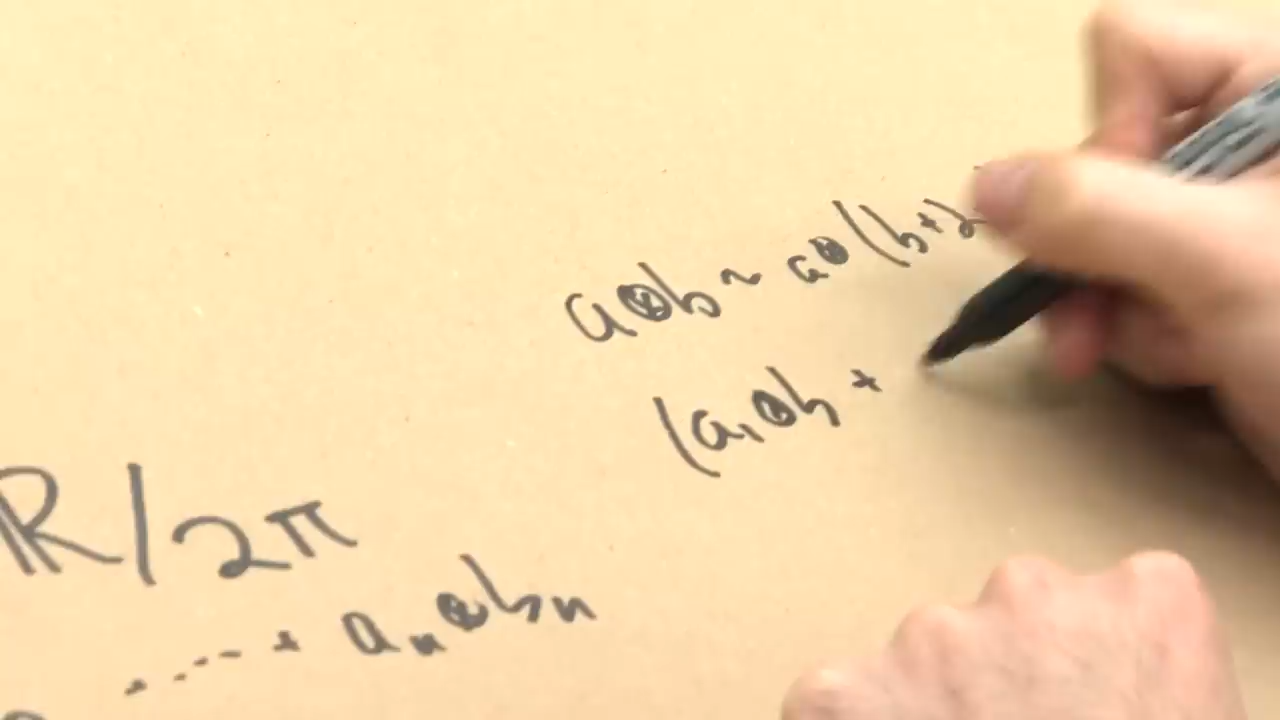 a⊗b ~ a⊗(b+2
(a₁⊗b +
ℝ/2π
+ ---- + aₙ⊗bₙ